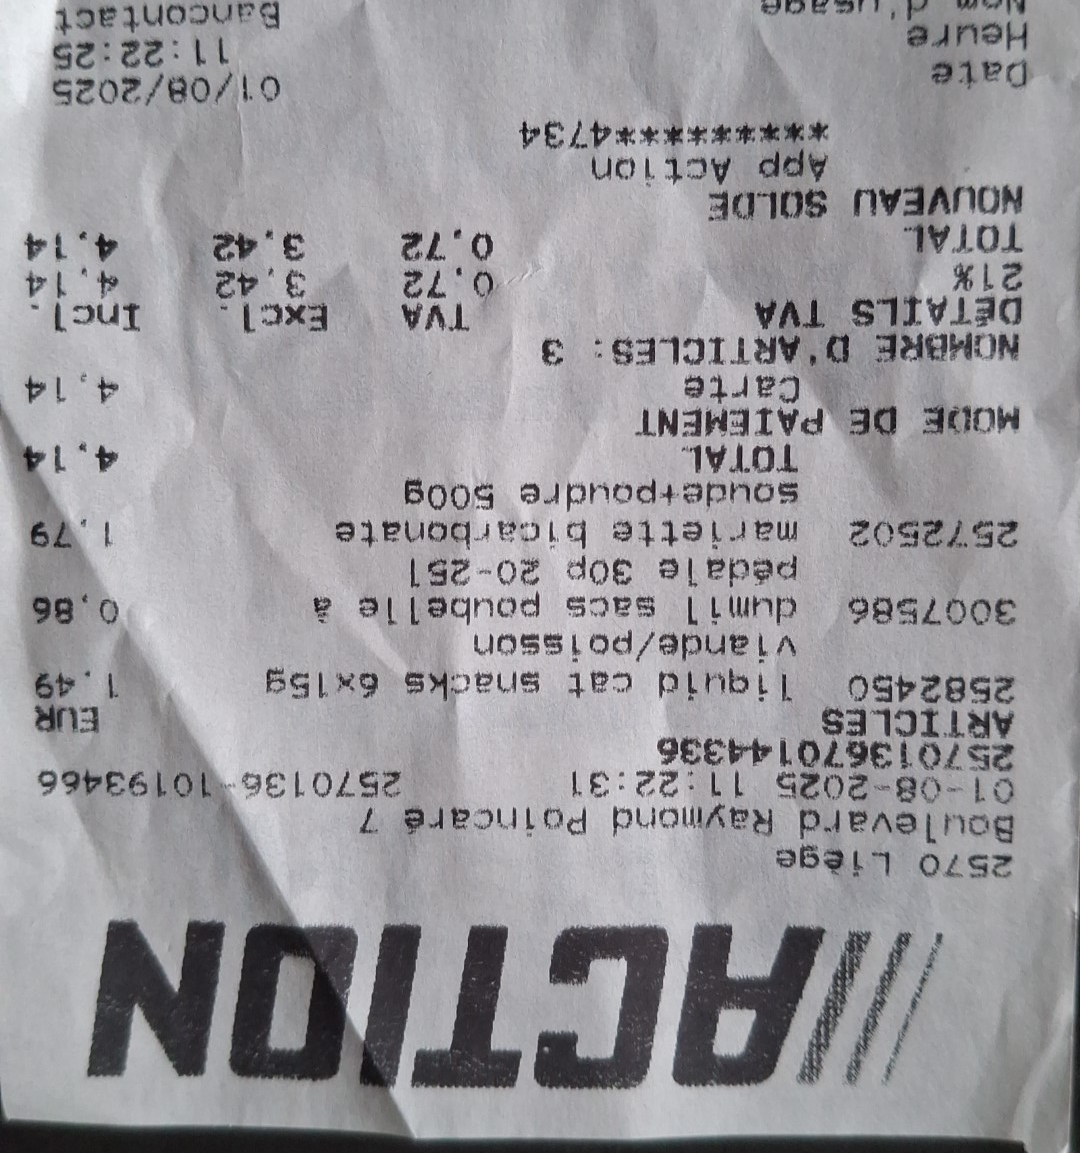 ACTION
2570 Liège
Boulevard Raymond Poincaré 7
01-08-2025 11:22:31 2570136-10193466
257013670144336
ARTICLES EUR
2582450 liquid cat snacks 6x15g 1,49
viande/poisson
3007586 dumil sacs poubelle à 0,86
pédale 30p 20-25l
2572502 mariette bicarbonate 1,79
soude+poudre 500g
TOTAL 4,14
MODE DE PAIEMENT
Carte 4,14
NOMBRE D'ARTICLES: 3
DÉTAILS TVA TVA Excl. Incl.
21% 0,72 3,42 4,14
TOTAL 0,72 3,42 4,14
NOUVEAU SOLDE
App Action
***********4734
Date 01/08/2025
Heure 11:22:25
Nom d'usage Bancontact